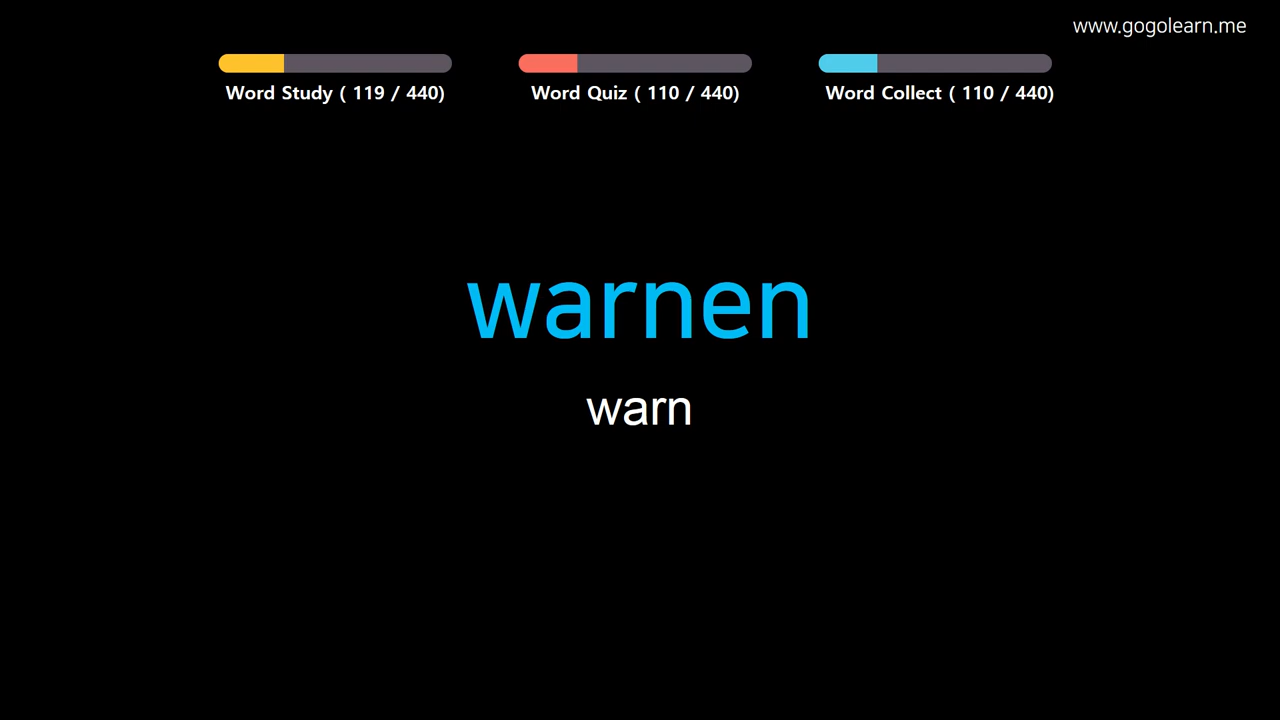 www.gogolearn.me
Word Study ( 119 / 440)
Word Quiz ( 110 / 440)
Word Collect ( 110 / 440)
warnen
warn